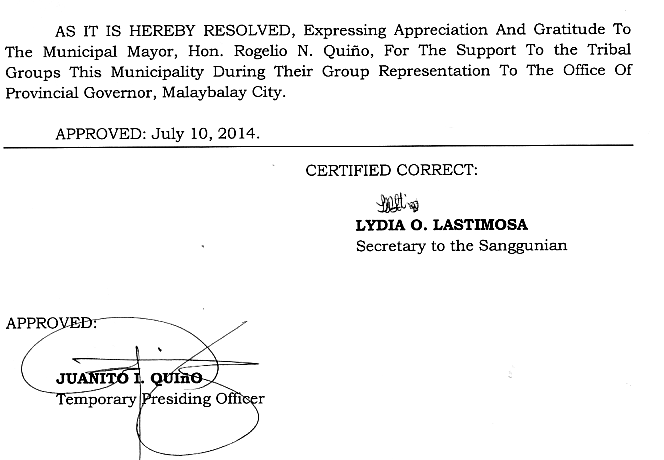 AS IT IS HEREBY RESOLVED, Expressing Appreciation And Gratitude To
The Municipal Mayor, Hon. Rogelio N. Quiño, For The Support To the Tribal
Groups This Municipality During Their Group Representation To The Office Of
Provincial Governor, Malaybalay City.
APPROVED: July 10, 2014.
CERTIFIED CORRECT:
LYDIA O. LASTIMOSA
Secretary to the Sanggunian
APPROVED:
JUANITO I. QUIñO
Temporary Presiding Officer